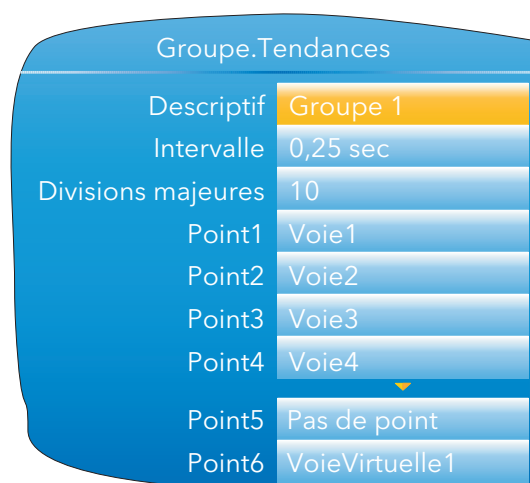 Groupe.Tendances
Descriptif Groupe 1
Intervalle 0,25 sec
Divisions majeures 10
Point1 Voie1
Point2 Voie2
Point3 Voie3
Point4 Voie4
Point5 Pas de point
Point6 VoieVirtuelle1